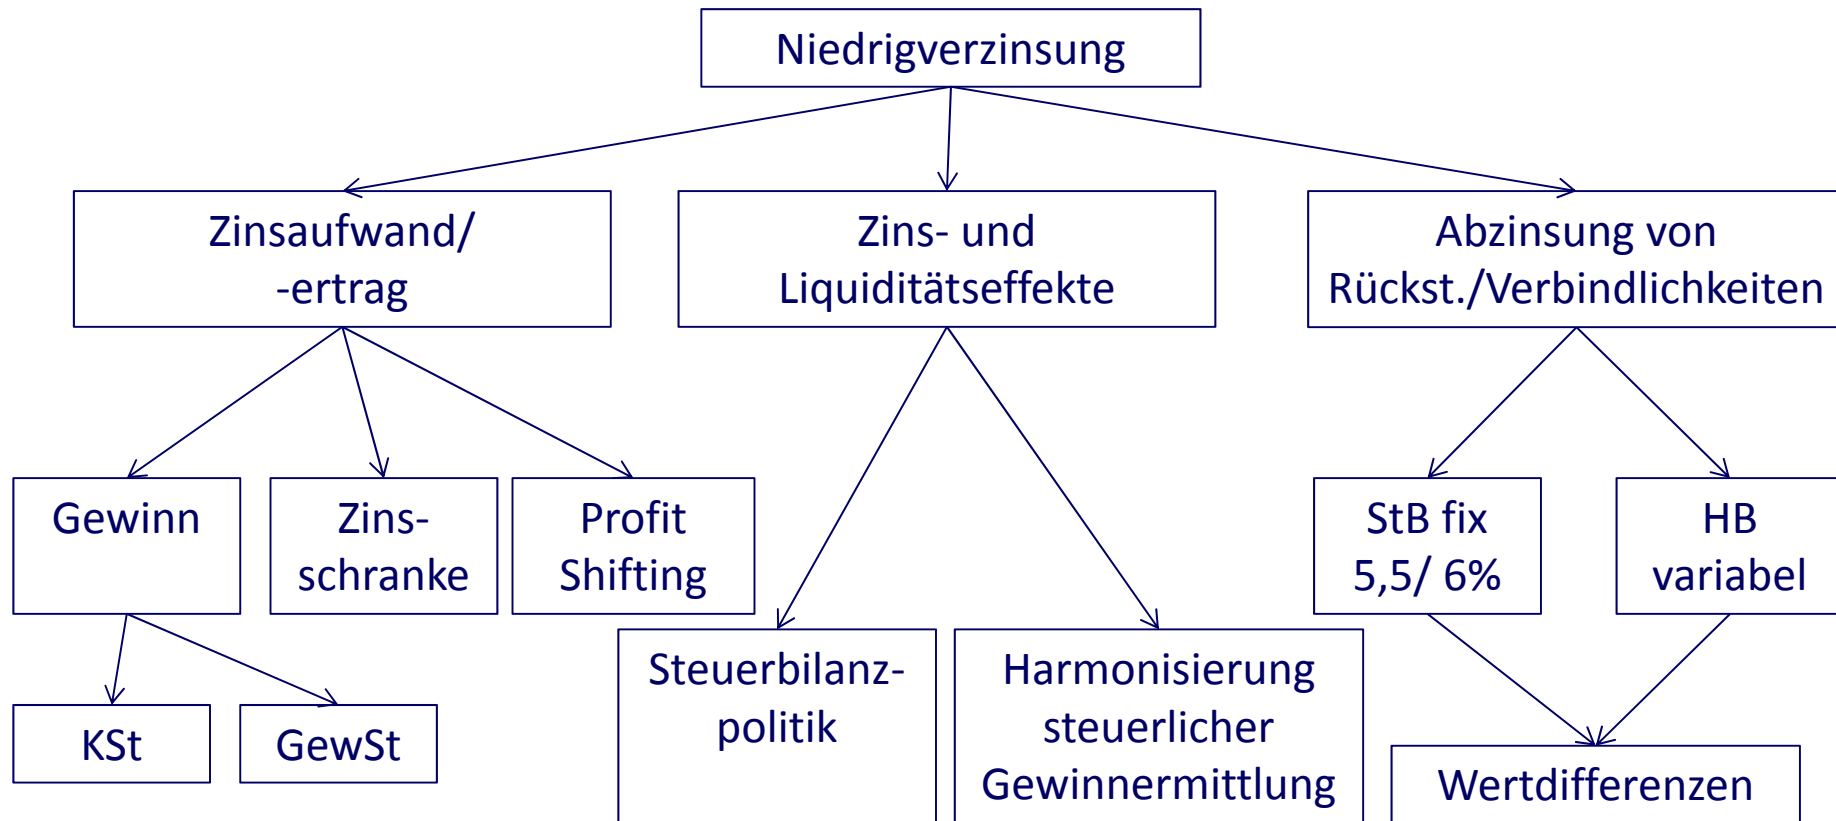 Niedrigverzinsung
Zinsaufwand/
-ertrag
Zins- und
Liquiditätseffekte
Abzinsung von
Rückst./Verbindlichkeiten
Gewinn
Zins-
schranke
Profit
Shifting
StB fix
5,5/ 6%
HB
variabel
KSt
GewSt
Steuerbilanz-
politik
Harmonisierung
steuerlicher
Gewinnermittlung
Wertdifferenzen